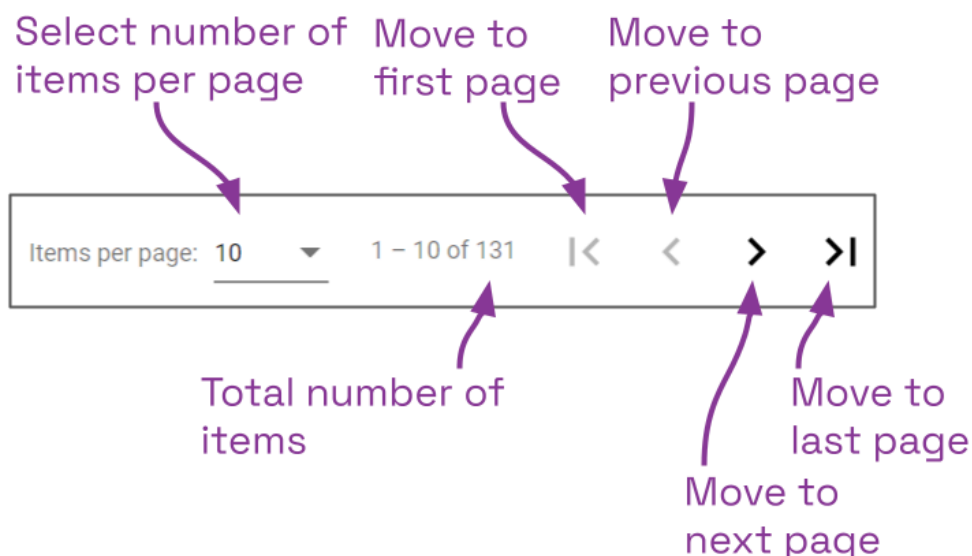 Select number of
items per page
Move to
first page
Move to
previous page
Items per page: 10
1 – 10 of 131
Total number of
items
Move to
last page
Move to
next page